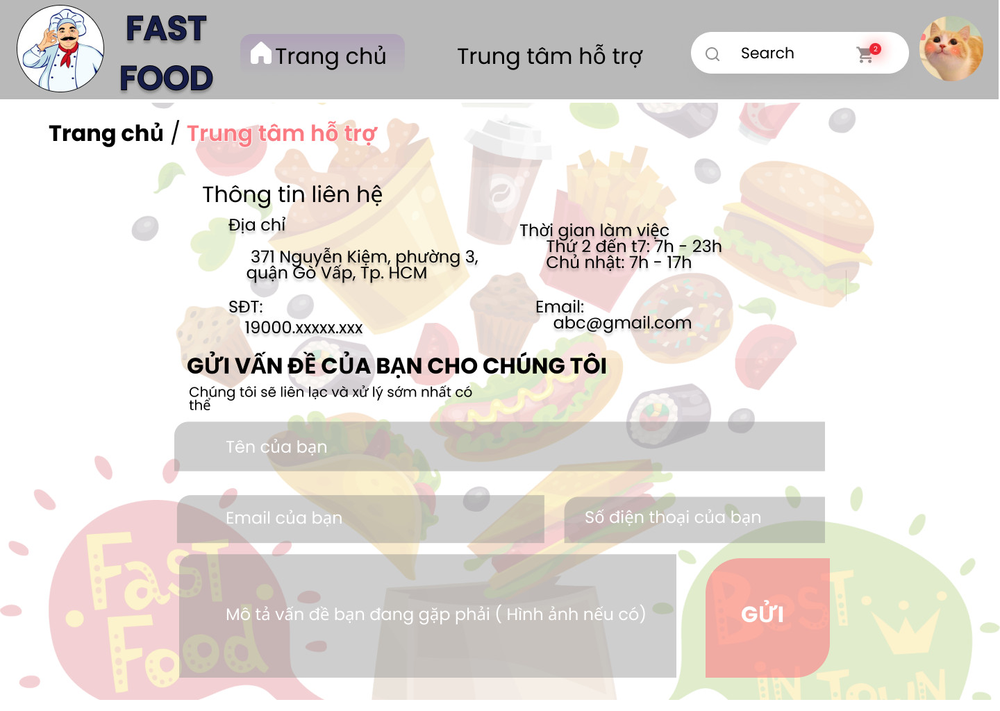 FAST
FOOD
Trang chủ
Trung tâm hỗ trợ
Search
2
Trang chủ / Trung tâm hỗ trợ
Thông tin liên hệ
Địa chỉ
371 Nguyễn Kiệm, phường 3,
quận Gò Vấp, Tp. HCM
Thời gian làm việc
Thứ 2 đến t7: 7h - 23h
Chủ nhật: 7h - 17h
SĐT:
19000.xxxxx.xxx
Email:
abc@gmail.com
GỬI VẤN ĐỀ CỦA BẠN CHO CHÚNG TÔI
Chúng tôi sẽ liên lạc và xử lý sớm nhất có
thể
Tên của bạn
Email của bạn
Số điện thoại của bạn
Mô tả vấn đề bạn đang gặp phải ( Hình ảnh nếu có)
GỬI
FaST
Food
BeST
iN TOWN